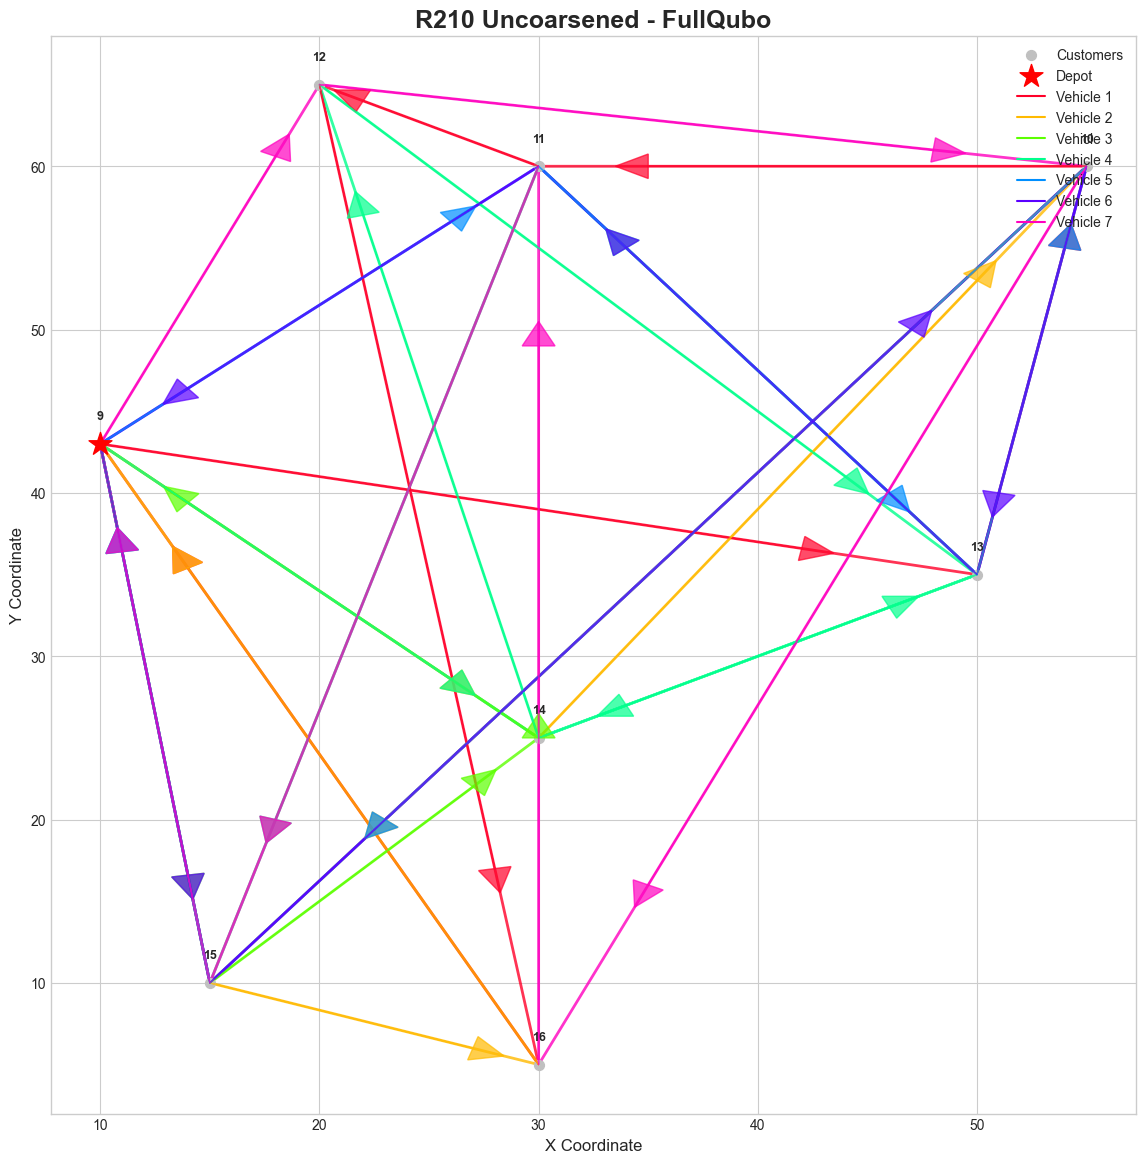 R210 Uncoarsened - FullQubo
12
11
10
Customers
Depot
Vehicle 1
Vehicle 2
Vehicle 3
Vehicle 4
Vehicle 5
Vehicle 6
Vehicle 7
9
13
14
15
16
60
50
40
30
20
10
Y Coordinate
10
20
30
40
50
X Coordinate